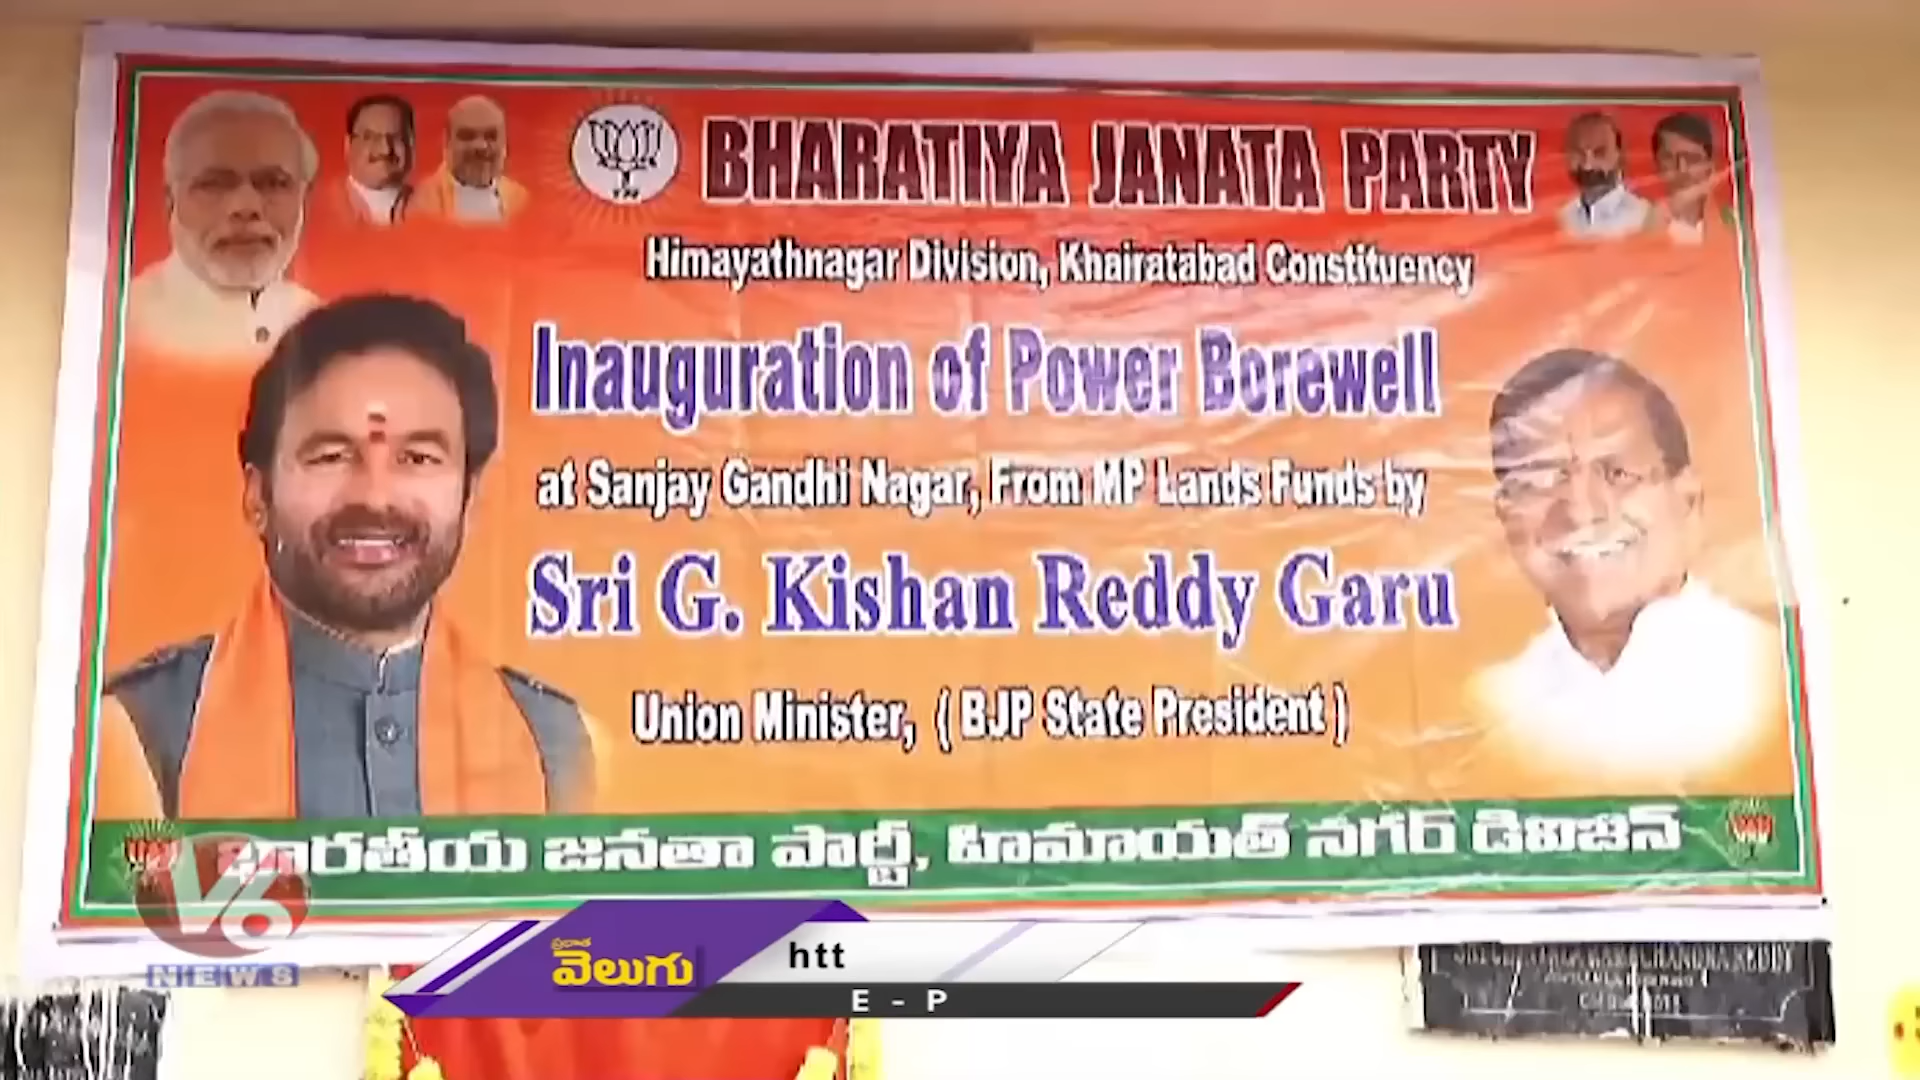 BHARATIYA JANATA PARTY
Himayathnagar Division, Khairatabad Constituency
Inauguration of Power Borewell
at Sanjay Gandhi Nagar, From MP Lands Funds by
Sri G. Kishan Reddy Garu
Union Minister, ( BJP State President )
భారతీయ జనతా పార్టీ, హిమాయత్ నగర్ డివిజన్
V6
NEWS
ప్రభాత
వెలుగు
htt
E - P